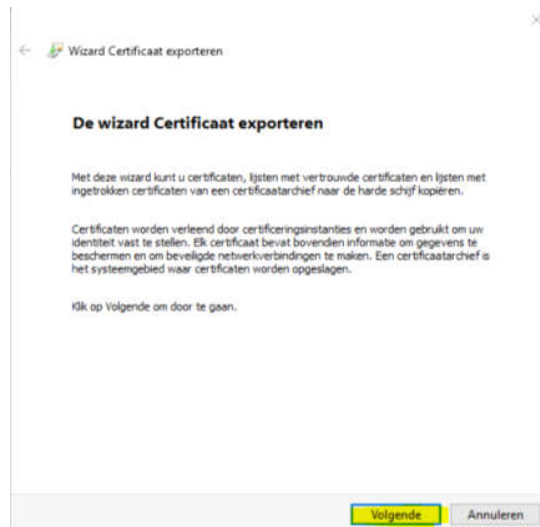 Wizard Certificaat exporteren
De wizard Certificaat exporteren
Met deze wizard kunt u certificaten, lijsten met vertrouwde certificaten en lijsten met
ingetrokken certificaten van een certificaatarchief naar de harde schijf kopiëren.
Certificaten worden verleend door certificeringsinstanties en worden gebruikt om uw
identiteit vast te stellen. Elk certificaat bevat bovendien informatie om gegevens te
beschermen en om beveiligde netwerkverbindingen te maken. Een certificaatarchief is
het systeemgebied waar certificaten worden opgeslagen.
Klik op Volgende om door te gaan.
Volgende Annuleren